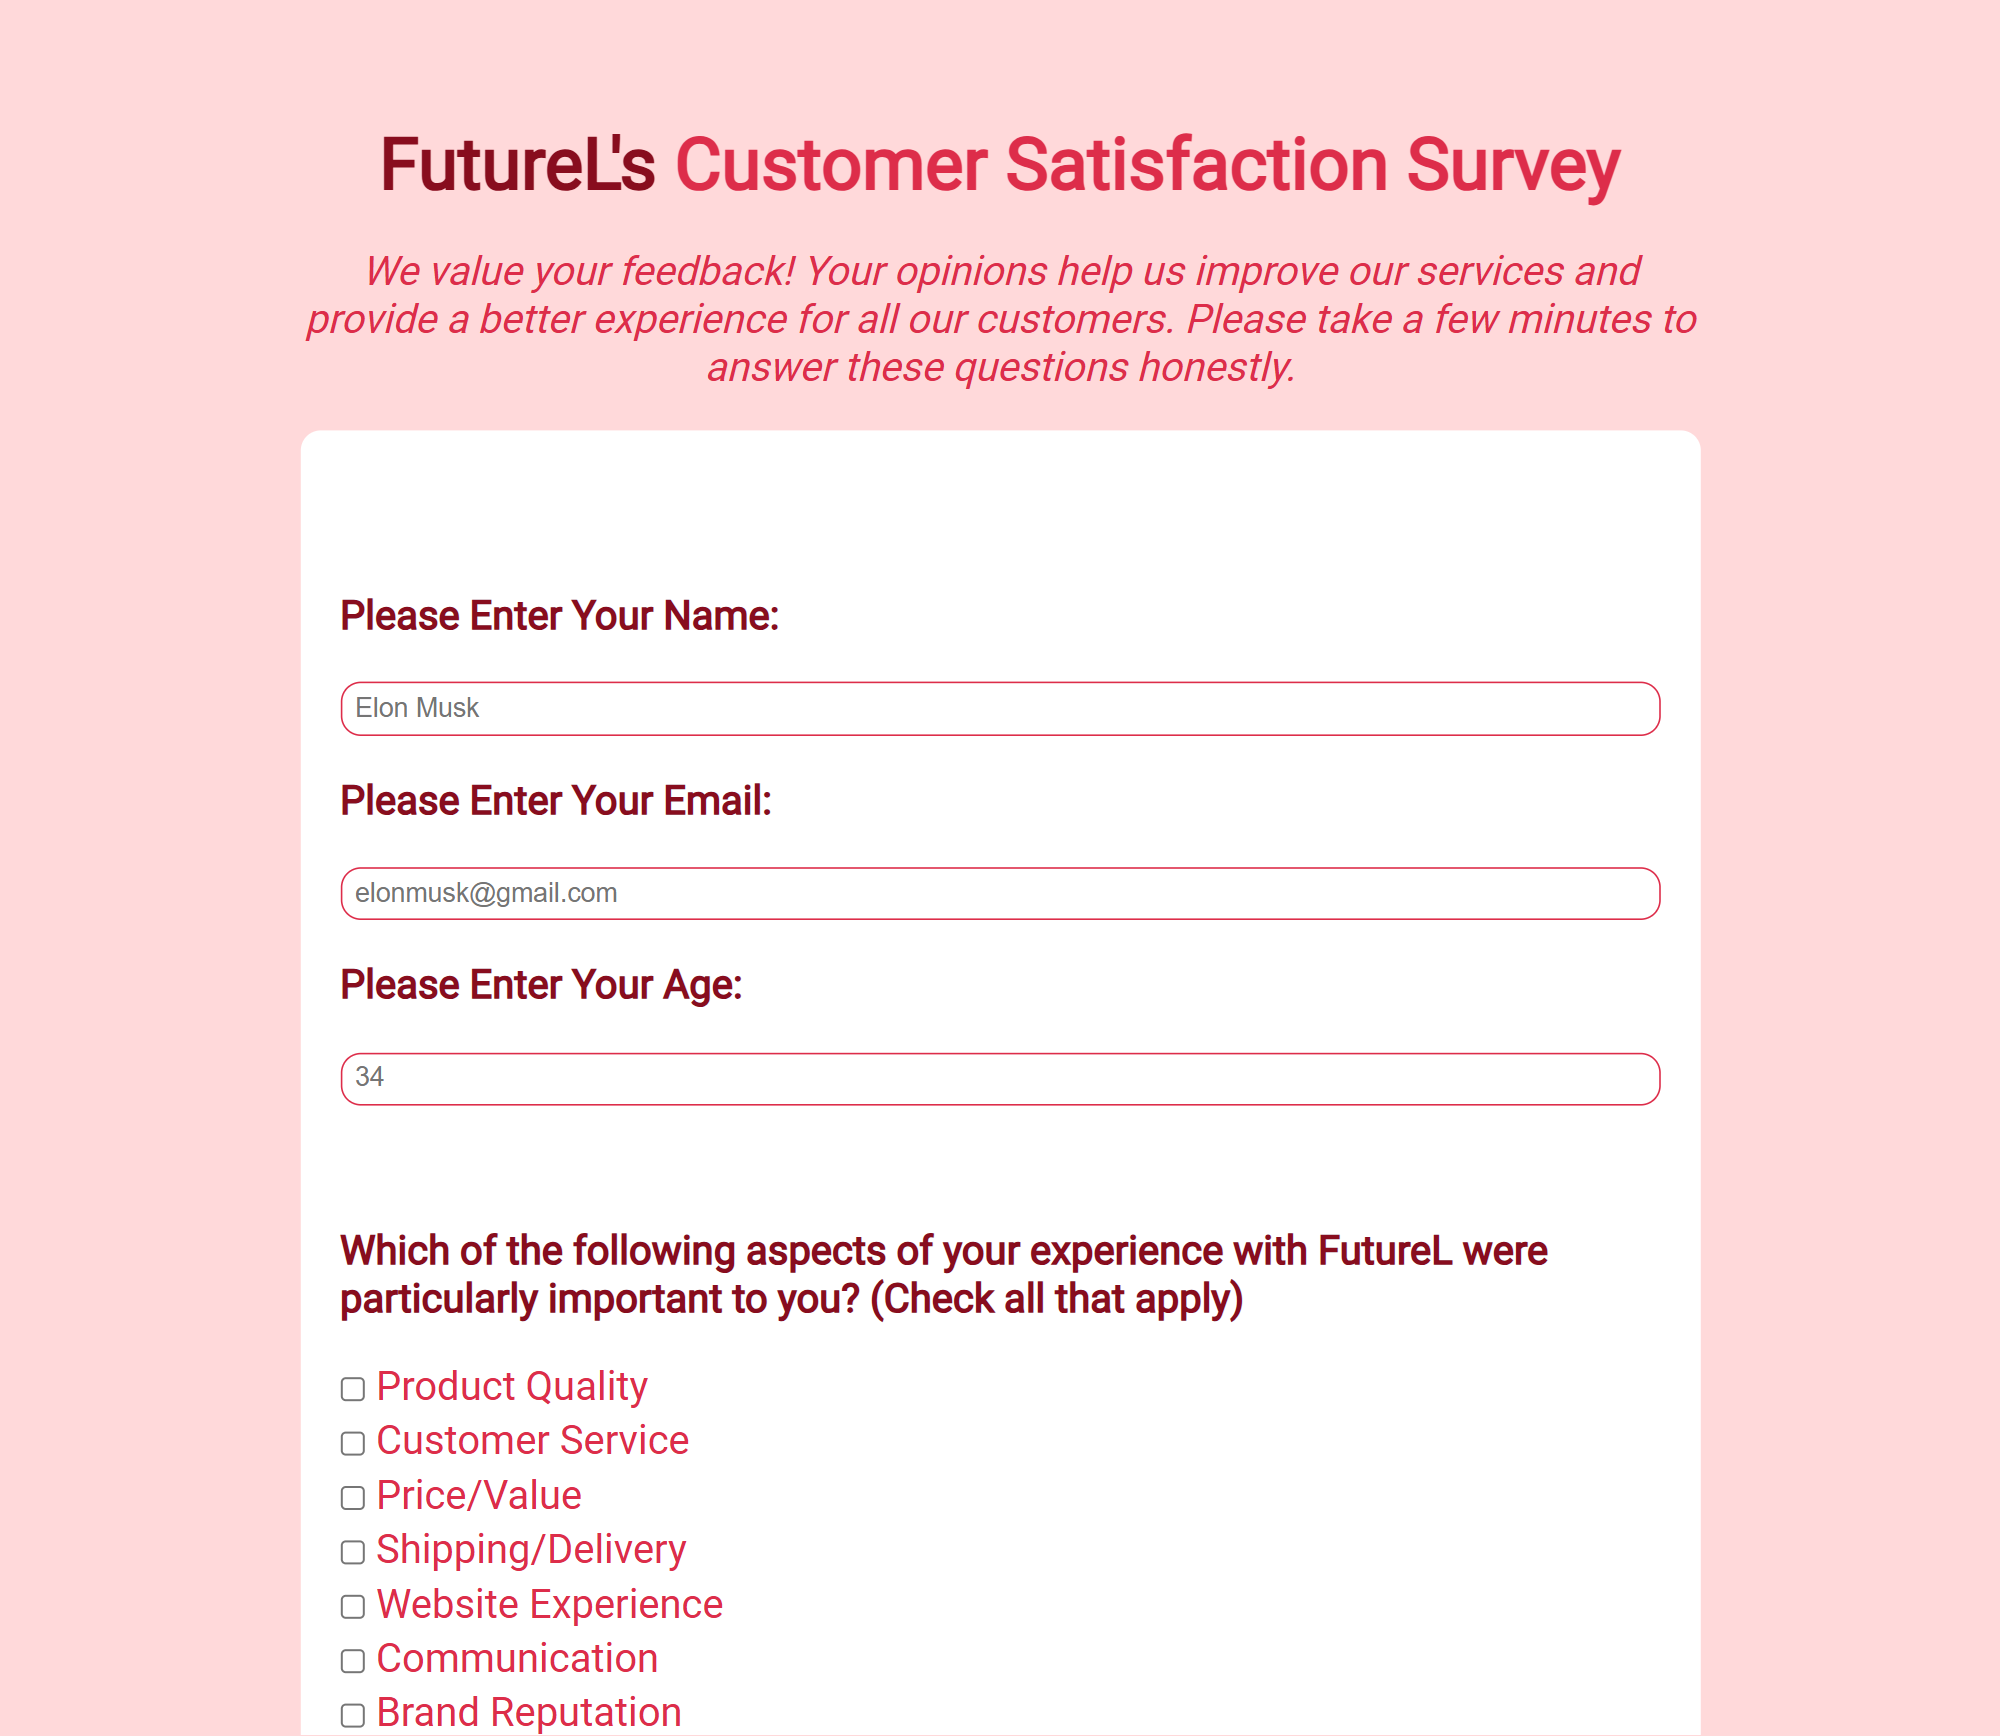 FutureL's Customer Satisfaction Survey
We value your feedback! Your opinions help us improve our services and
provide a better experience for all our customers. Please take a few minutes to
answer these questions honestly.
Please Enter Your Name:
Elon Musk
Please Enter Your Email:
elonmusk@gmail.com
Please Enter Your Age:
34
Which of the following aspects of your experience with FutureL were
particularly important to you? (Check all that apply)
Product Quality
Customer Service
Price/Value
Shipping/Delivery
Website Experience
Communication
Brand Reputation